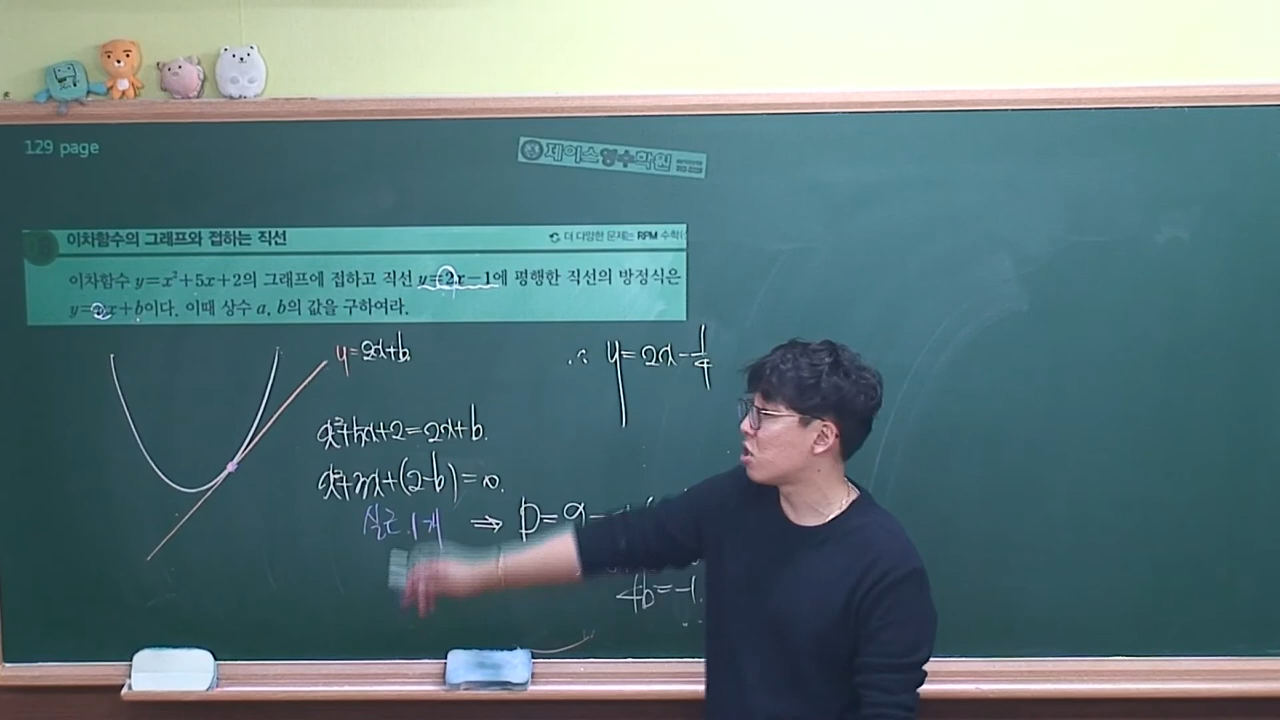 129 page
제이스영수학원
이차함수의 그래프와 접하는 직선
더 다양한 문제는 RPM 수학
이차함수 y=x²+5x+2의 그래프에 접하고 직선 y=2x-1에 평행한 직선의 방정식은
y=ax+b이다. 이때 상수 a, b의 값을 구하여라.
y=2x+b.
∴ y=2x-1/4
x²+5x+2=2x+b.
x²+3x+(2-b)=0.
실근 1개 ⇒ D=9-
4b=-1.